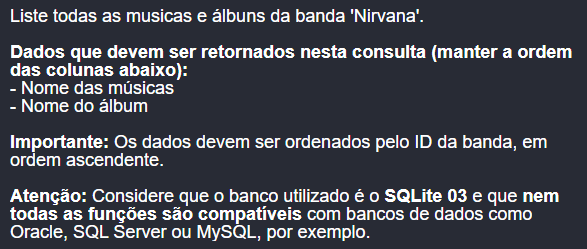 Liste todas as musicas e álbuns da banda 'Nirvana'.
Dados que devem ser retornados nesta consulta (manter a ordem
das colunas abaixo):
- Nome das músicas
- Nome do álbum
Importante: Os dados devem ser ordenados pelo ID da banda, em
ordem ascendente.
Atenção: Considere que o banco utilizado é o SQLite 03 e que nem
todas as funções são compatíveis com bancos de dados como
Oracle, SQL Server ou MySQL, por exemplo.